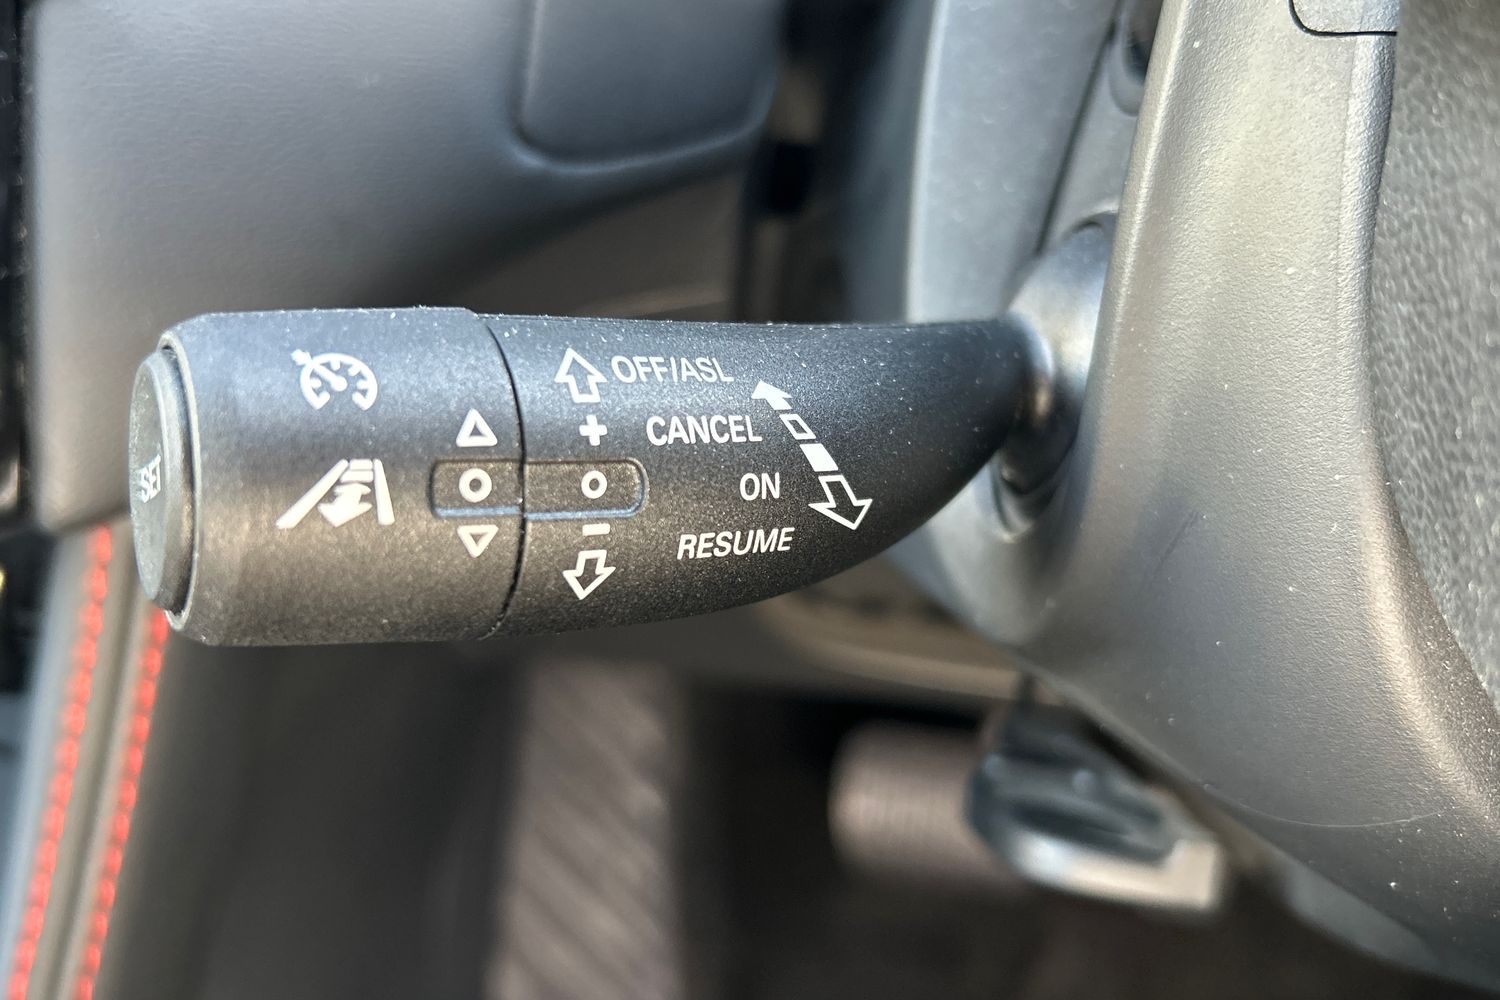 SET
OFF/ASL
+ CANCEL
ON
− RESUME